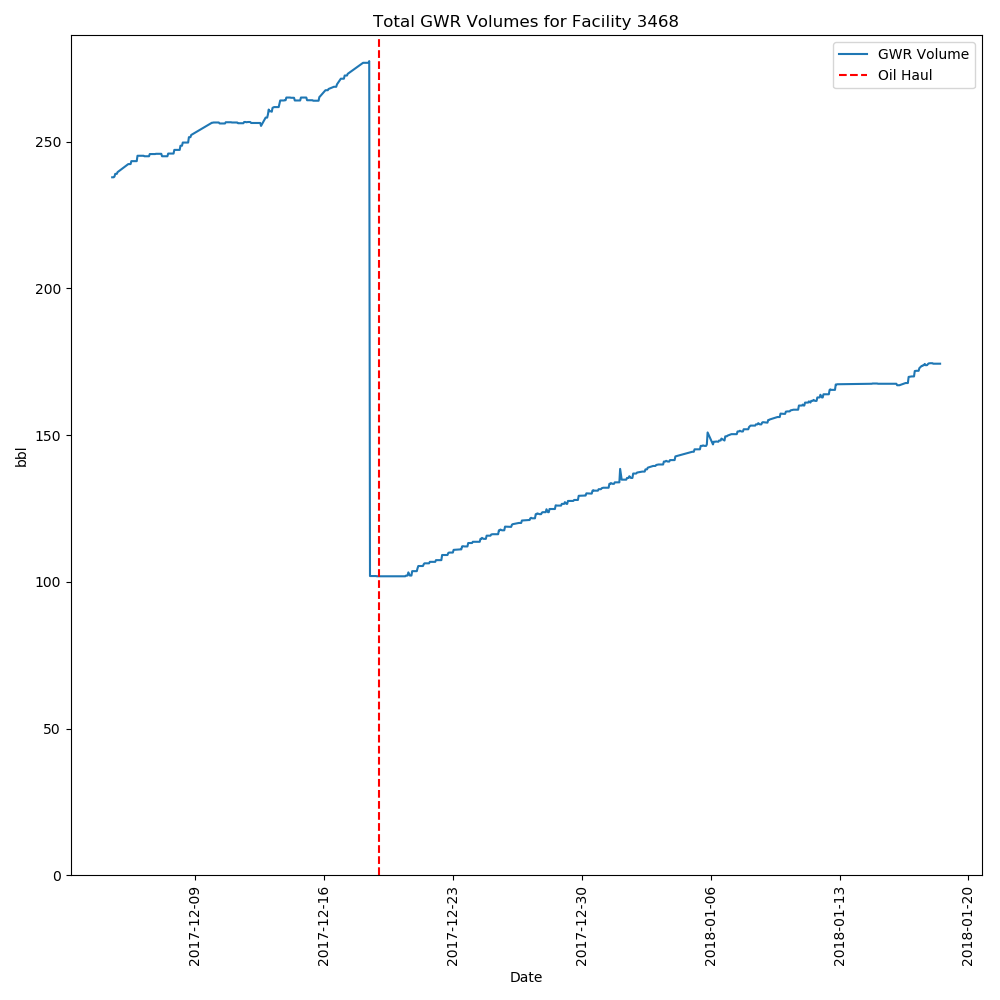 Total GWR Volumes for Facility 3468
GWR Volume
Oil Haul
250
200
150
100
50
0
bbl
2017-12-09
2017-12-16
2017-12-23
2017-12-30
2018-01-06
2018-01-13
2018-01-20
Date